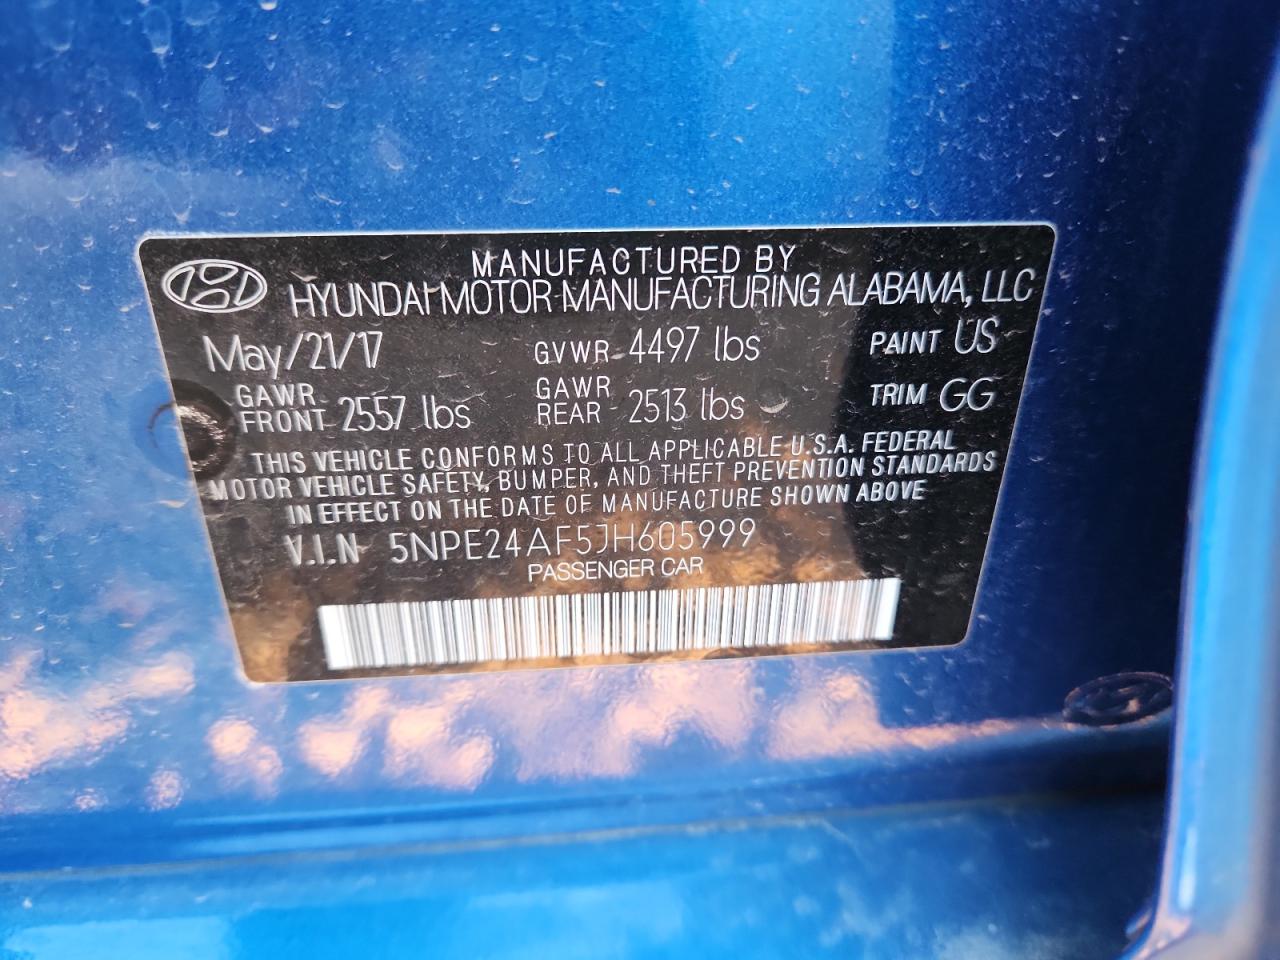 MANUFACTURED BY
HYUNDAI MOTOR MANUFACTURING ALABAMA, LLC
May/21/17 GVWR 4497 lbs PAINT US
GAWR FRONT 2557 lbs GAWR REAR 2513 lbs TRIM GG
THIS VEHICLE CONFORMS TO ALL APPLICABLE U.S.A. FEDERAL
MOTOR VEHICLE SAFETY, BUMPER, AND THEFT PREVENTION STANDARDS
IN EFFECT ON THE DATE OF MANUFACTURE SHOWN ABOVE
V.I.N 5NPE24AF5JH605999
PASSENGER CAR